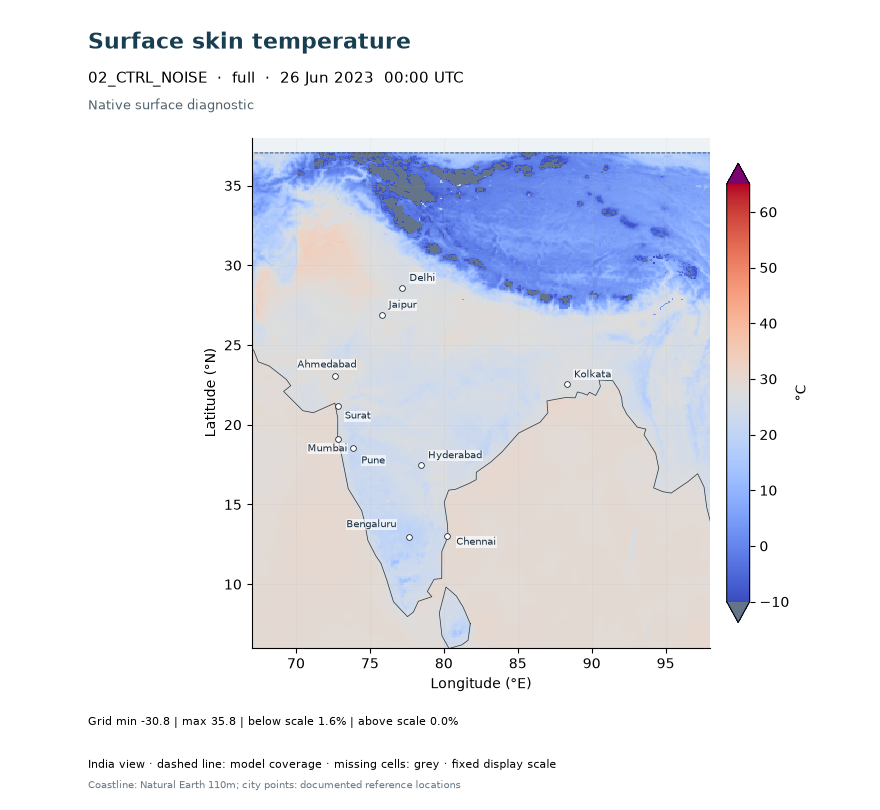 Surface skin temperature
02_CTRL_NOISE · full · 26 Jun 2023 00:00 UTC
Native surface diagnostic
35
30
25
20
15
10
Latitude (°N)
Delhi
Jaipur
Ahmedabad
Kolkata
Surat
Mumbai
Pune
Hyderabad
Bengaluru
Chennai
70
75
80
85
90
95
Longitude (°E)
60
50
40
30
20
10
0
−10
°C
Grid min -30.8 | max 35.8 | below scale 1.6% | above scale 0.0%
India view · dashed line: model coverage · missing cells: grey · fixed display scale
Coastline: Natural Earth 110m; city points: documented reference locations